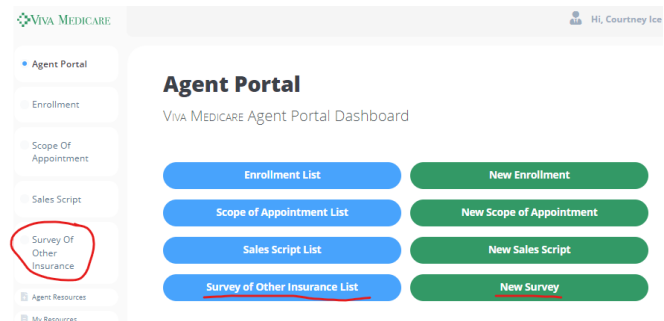 VIVA MEDICARE
Hi, Courtney Ice
Agent Portal
Enrollment
Scope Of
Appointment
Sales Script
Survey Of
Other
Insurance
Agent Resources
My Resources
Agent Portal
VIVA MEDICARE Agent Portal Dashboard
Enrollment List
New Enrollment
Scope of Appointment List
New Scope of Appointment
Sales Script List
New Sales Script
Survey of Other Insurance List
New Survey